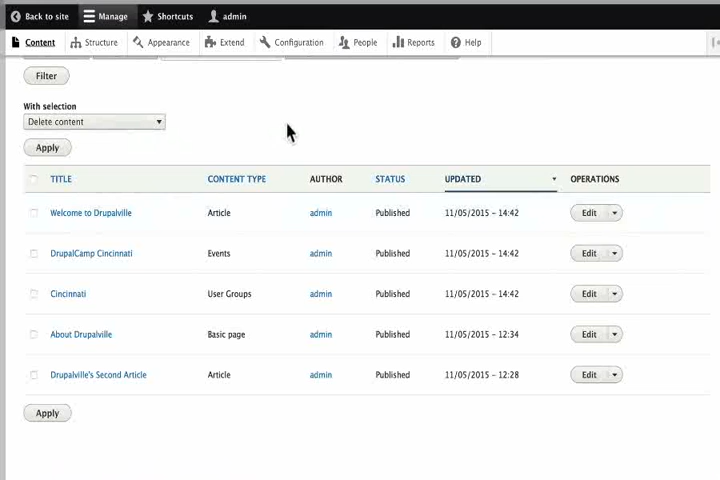 Back to site Manage Shortcuts admin
Content Structure Appearance Extend Configuration People Reports Help
Filter
With selection
Delete content
Apply
TITLE CONTENT TYPE AUTHOR STATUS UPDATED OPERATIONS
Welcome to Drupalville Article admin Published 11/05/2015 – 14:42 Edit
DrupalCamp Cincinnati Events admin Published 11/05/2015 – 14:42 Edit
Cincinnati User Groups admin Published 11/05/2015 – 14:42 Edit
About Drupalville Basic page admin Published 11/05/2015 – 12:34 Edit
Drupalville's Second Article Article admin Published 11/05/2015 – 12:28 Edit
Apply